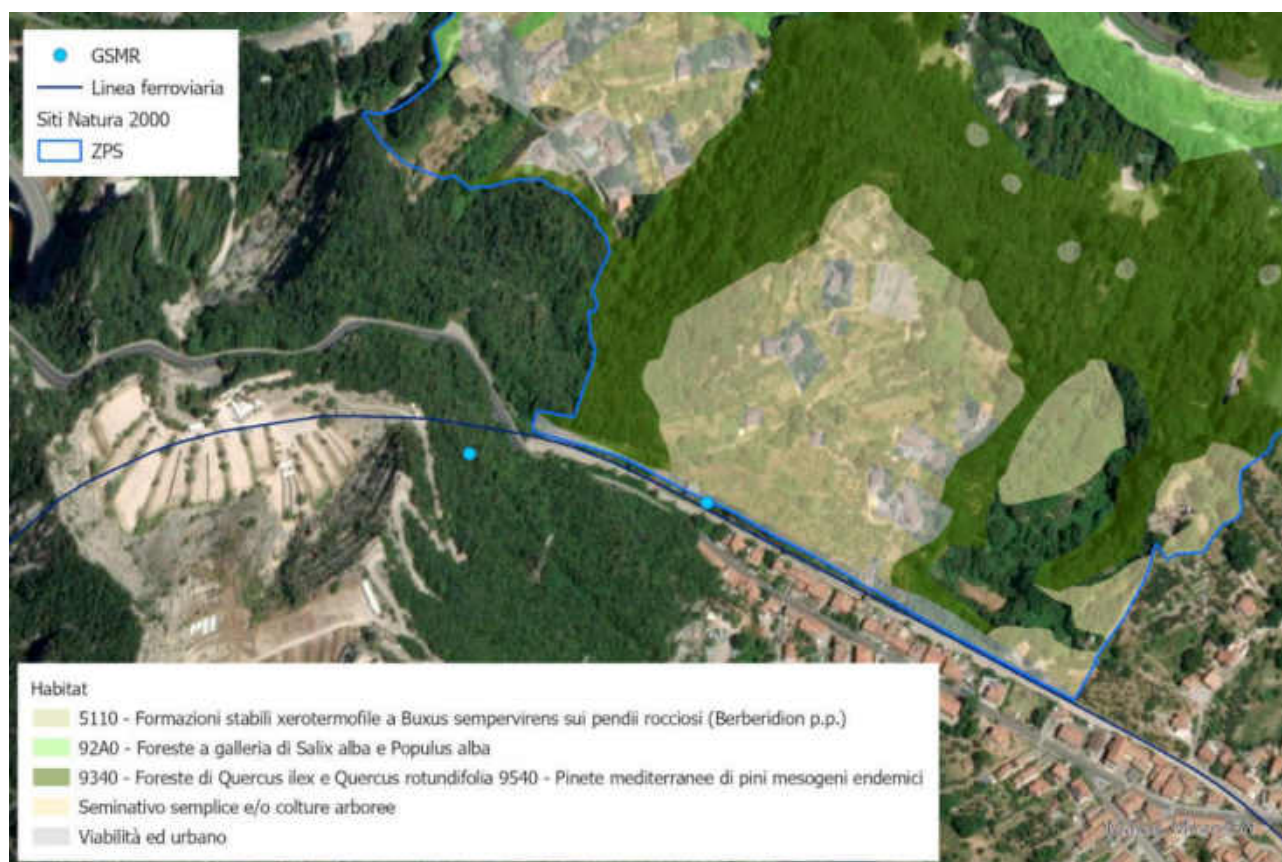 GSMR
Linea ferroviaria
Siti Natura 2000
ZPS
Habitat
5110 - Formazioni stabili xerotermofile a Buxus sempervirens sui pendii rocciosi (Berberidion p.p.)
92A0 - Foreste a galleria di Salix alba e Populus alba
9340 - Foreste di Quercus ilex e Quercus rotundifolia 9540 - Pinete mediterranee di pini mesogeni endemici
Seminativo semplice e/o colture arboree
Viabilità ed urbano